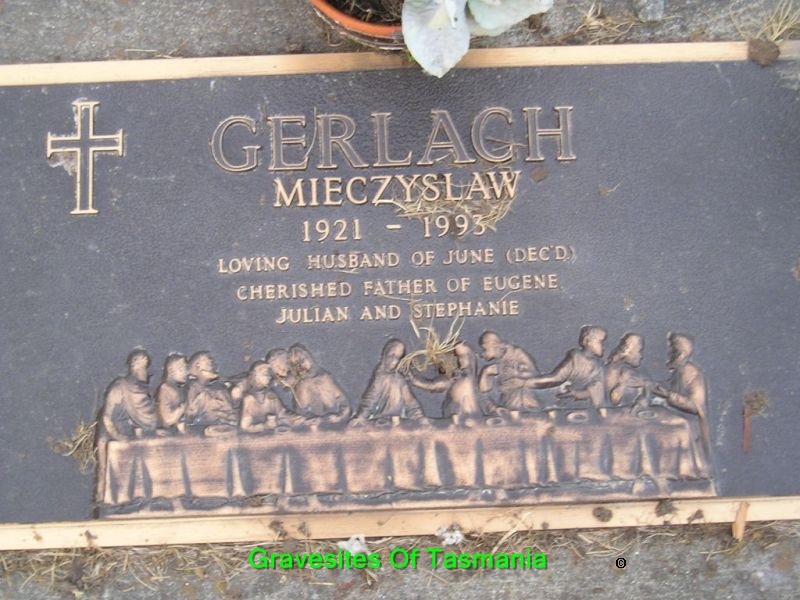 GERLACH
MIECZYSLAW
1921 - 1993
LOVING HUSBAND OF JUNE (DEC'D)
CHERISHED FATHER OF EUGENE
JULIAN AND STEPHANIE
Gravesites Of Tasmania ©